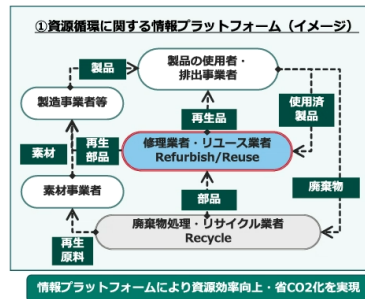 ①資源循環に関する情報プラットフォーム（イメージ）
製品の使用者・
排出事業者
製品
製造事業者等
再生品
使用済
製品
素材
再生
部品
修理業者・リユース業者
Refurbish/Reuse
素材事業者
部品
廃棄物
廃棄物処理・リサイクル業者
Recycle
再生
原料
情報プラットフォームにより資源効率向上・省CO2化を実現